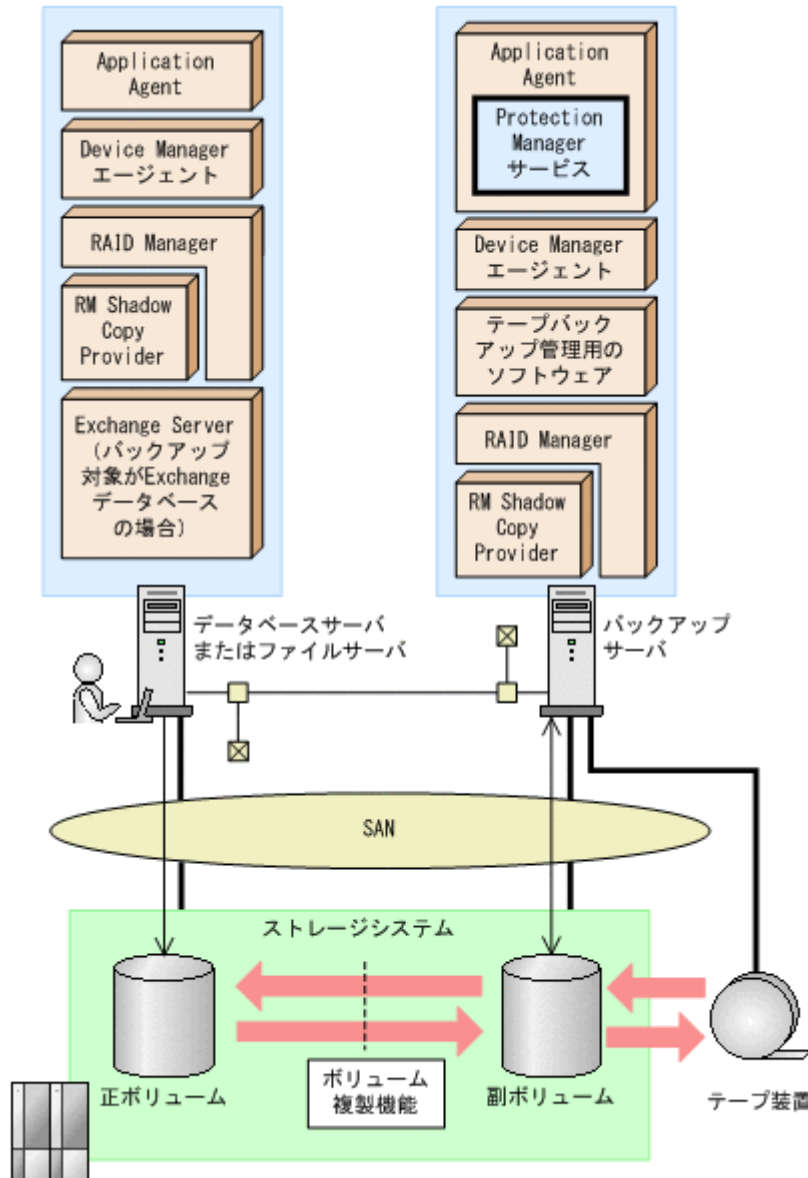 Application
Agent
Device Manager
エージェント
RAID Manager
RM Shadow
Copy
Provider
Exchange Server
(バックアップ
対象がExchange
データベース
の場合)
Application
Agent
Protection
Manager
サービス
Device Manager
エージェント
テープバック
アップ管理用の
ソフトウェア
RAID Manager
RM Shadow
Copy
Provider
データベースサーバ
またはファイルサーバ
バックアップ
サーバ
SAN
ストレージシステム
正ボリューム
ボリューム
複製機能
副ボリューム
テープ装置